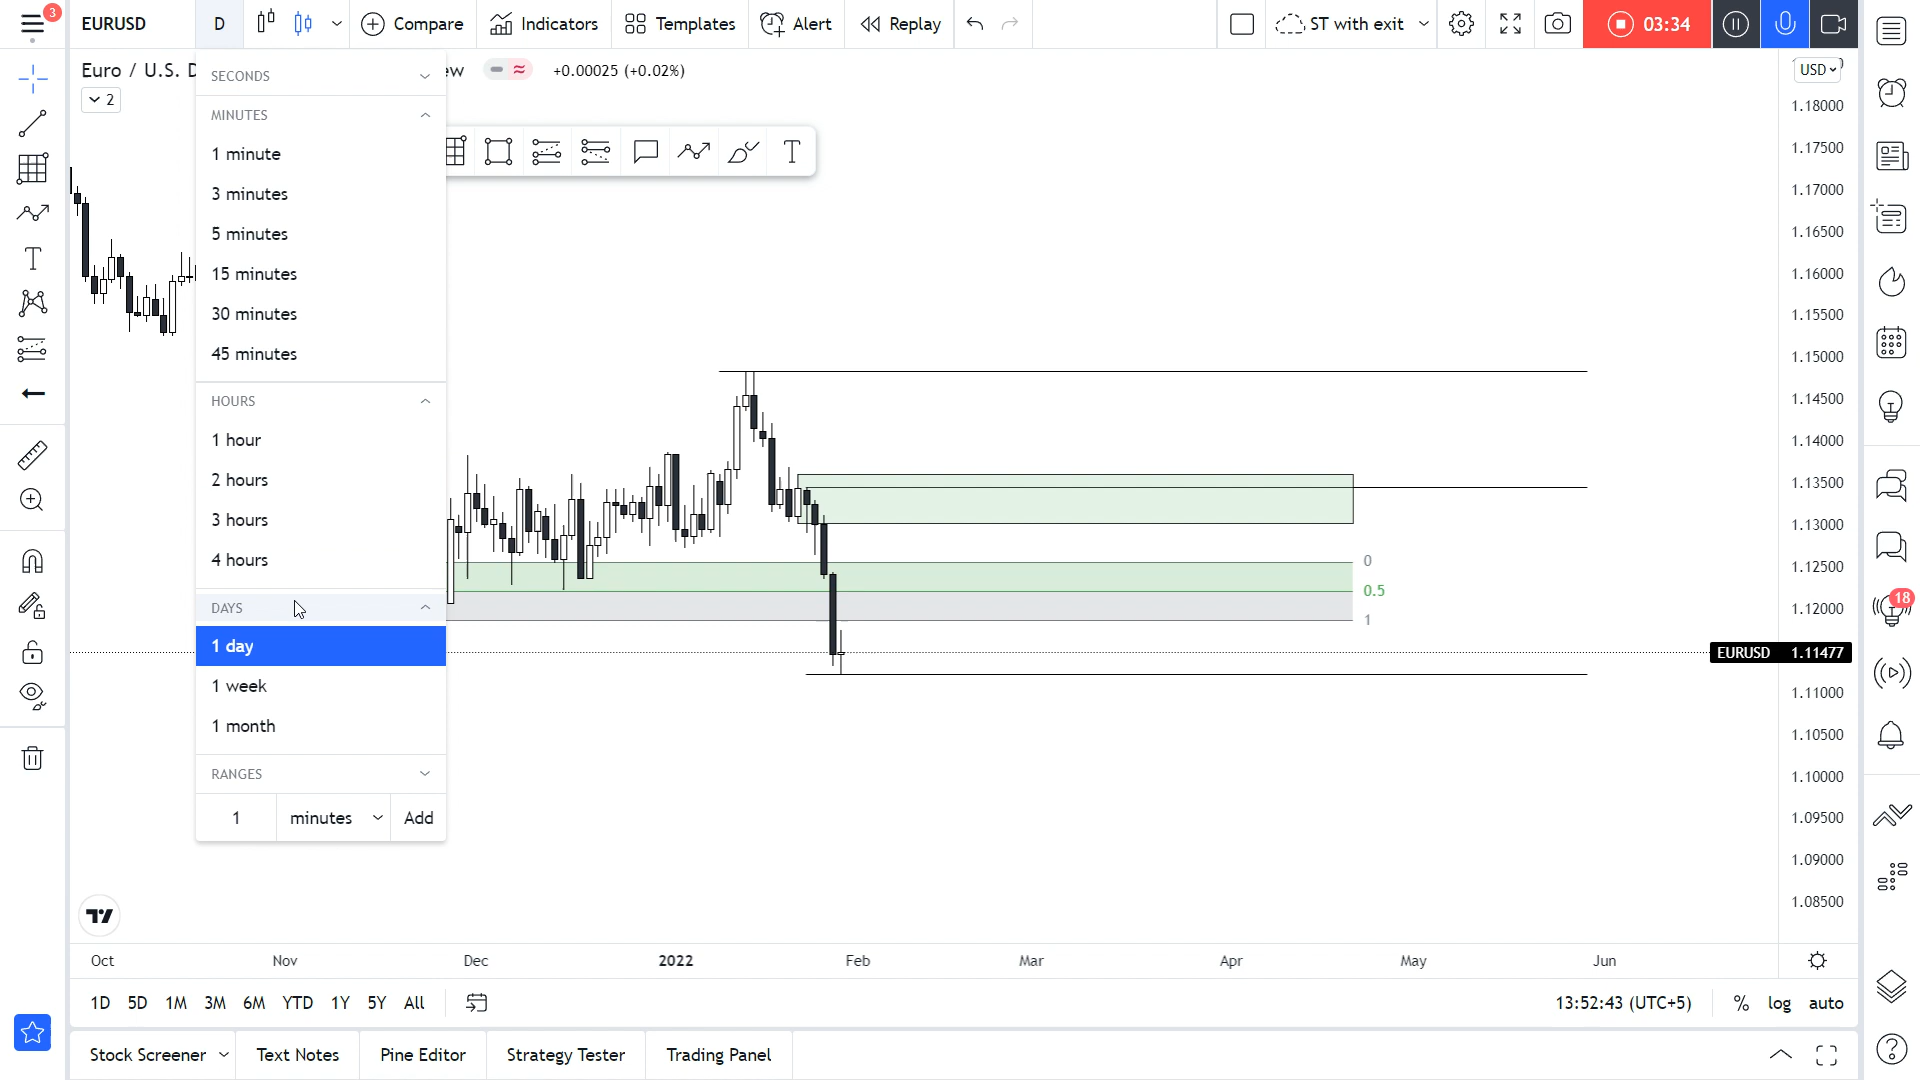 3
EURUSD
D
Compare
Indicators
Templates
Alert
Replay
ST with exit
03:34
Euro / U.S. D
+0.00025 (+0.02%)
2
SECONDS
MINUTES
1 minute
3 minutes
5 minutes
15 minutes
30 minutes
45 minutes
HOURS
1 hour
2 hours
3 hours
4 hours
DAYS
1 day
1 week
1 month
RANGES
1 minutes Add
T
T
0
0.5
1
USD
1.18000
1.17500
1.17000
1.16500
1.16000
1.15500
1.15000
1.14500
1.14000
1.13500
1.13000
1.12500
1.12000
EURUSD 1.11477
1.11000
1.10500
1.10000
1.09500
1.09000
1.08500
18
Oct Nov Dec 2022 Feb Mar Apr May Jun
1D 5D 1M 3M 6M YTD 1Y 5Y All
13:52:43 (UTC+5) % log auto
Stock Screener Text Notes Pine Editor Strategy Tester Trading Panel